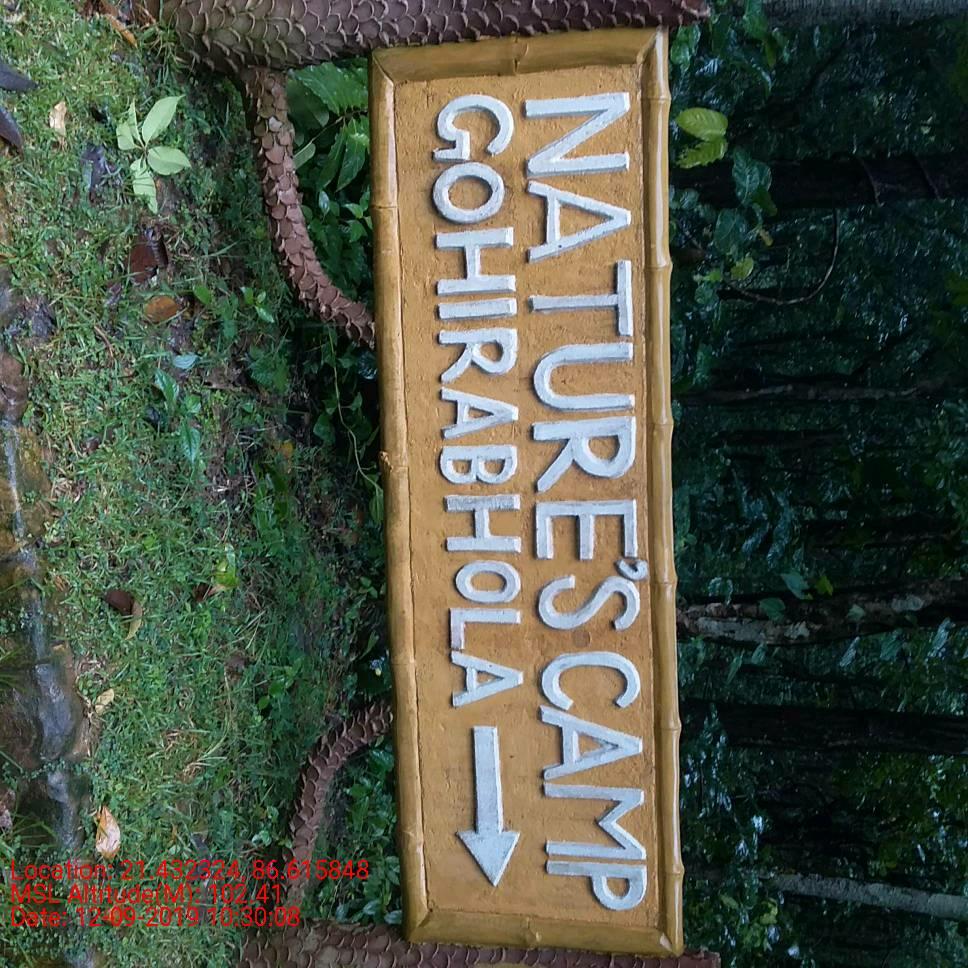 NATURE'S CAMP
GOHIRABHOLA
Location: 21.432324, 86.615848
MSL Altitude(M): 102.41
Date: 12-09-2019 10:30:08